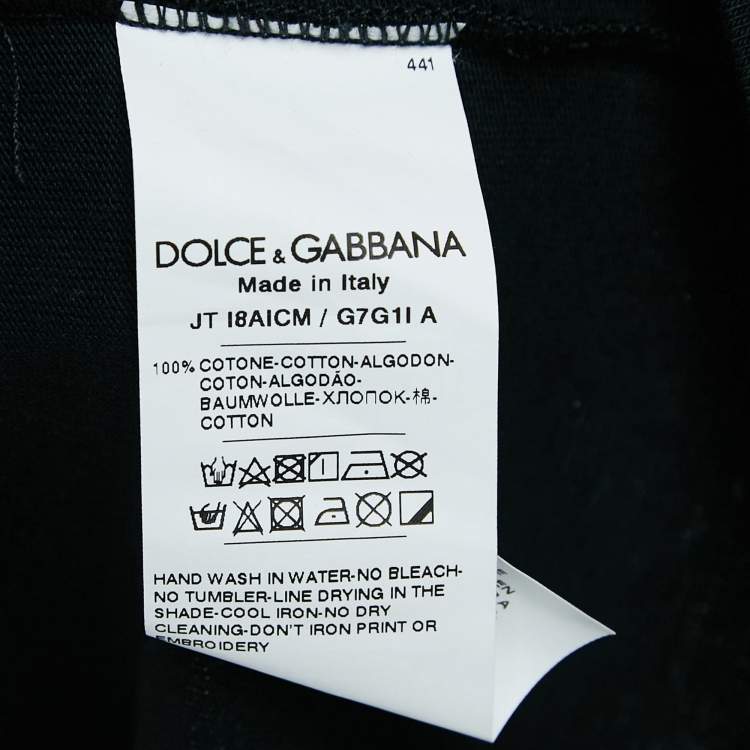 441
DOLCE & GABBANA
Made in Italy
JT I8AICM / G7G1I A
100% COTONE-COTTON-ALGODON-
COTON-ALGODÃO-
BAUMWOLLE-ХЛОПОК-棉-
COTTON
HAND WASH IN WATER-NO BLEACH-
NO TUMBLER-LINE DRYING IN THE
SHADE-COOL IRON-NO DRY
CLEANING-DON'T IRON PRINT OR
EMBROIDERY